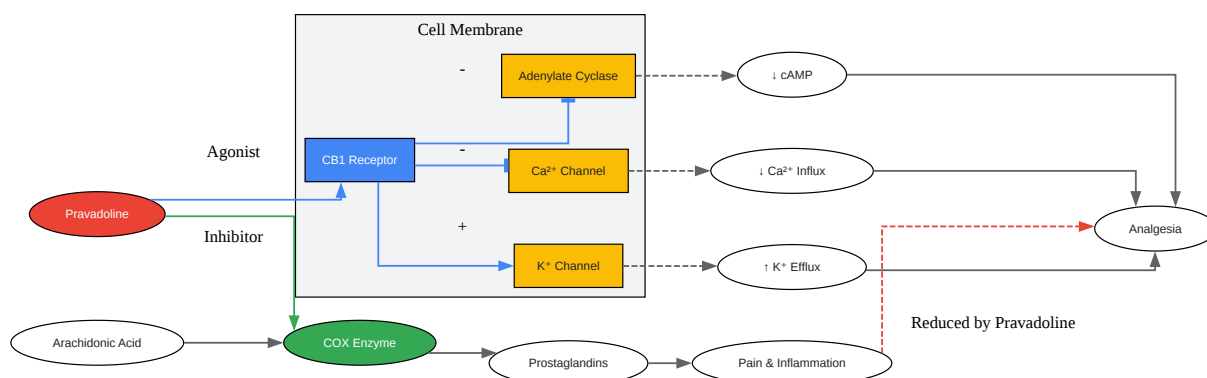 Cell Membrane
-
Adenylate Cyclase
↓ cAMP
Agonist
CB1 Receptor
-
Ca²⁺ Channel
↓ Ca²⁺ Influx
Pravadoline
Inhibitor
+
Analgesia
K⁺ Channel
↑ K⁺ Efflux
Reduced by Pravadoline
Arachidonic Acid
COX Enzyme
Prostaglandins
Pain & Inflammation